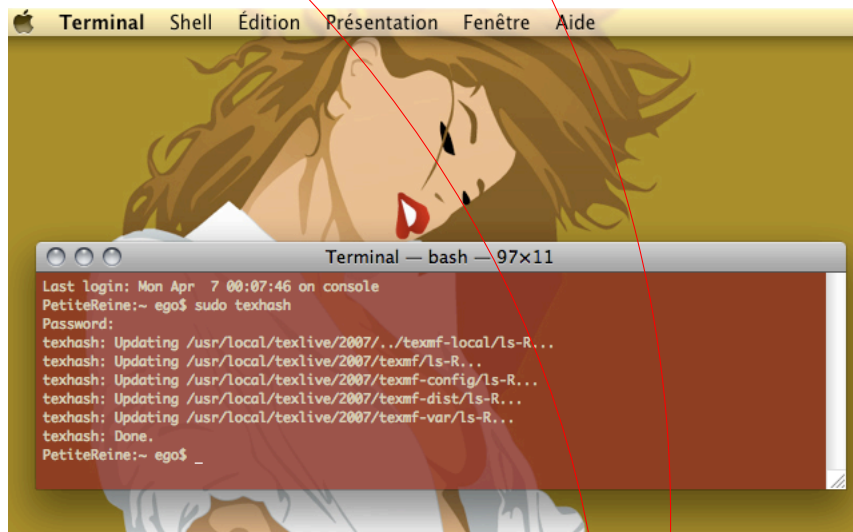 Terminal Shell Édition Présentation Fenêtre Aide
Terminal — bash — 97×11
Last login: Mon Apr  7 00:07:46 on console
PetiteReine:~ ego$ sudo texhash
Password:
texhash: Updating /usr/local/texlive/2007/../texmf-local/ls-R...
texhash: Updating /usr/local/texlive/2007/texmf/ls-R...
texhash: Updating /usr/local/texlive/2007/texmf-config/ls-R...
texhash: Updating /usr/local/texlive/2007/texmf-dist/ls-R...
texhash: Updating /usr/local/texlive/2007/texmf-var/ls-R...
texhash: Done.
PetiteReine:~ ego$ _